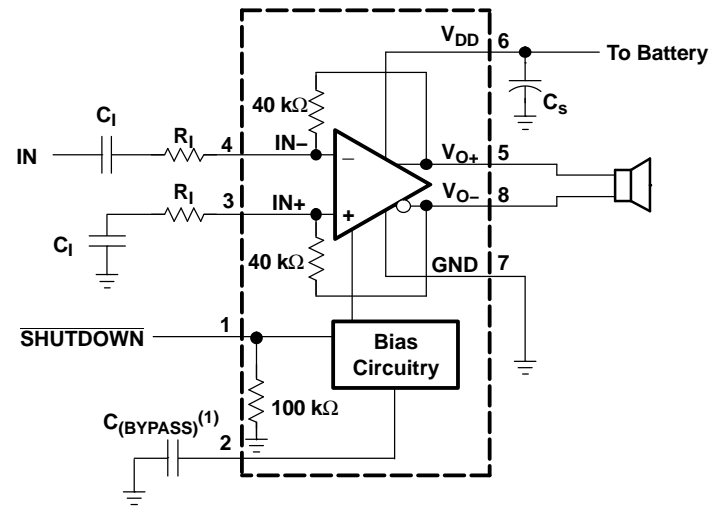 V_DD 6
To Battery
40 kΩ
C_s
C_I
R_I 4 IN−
IN
−
V_O+ 5
R_I 3 IN+
+
V_O− 8
C_I
40 kΩ
GND 7
SHUTDOWN 1
Bias
Circuitry
100 kΩ
C_(BYPASS)^(1) 2